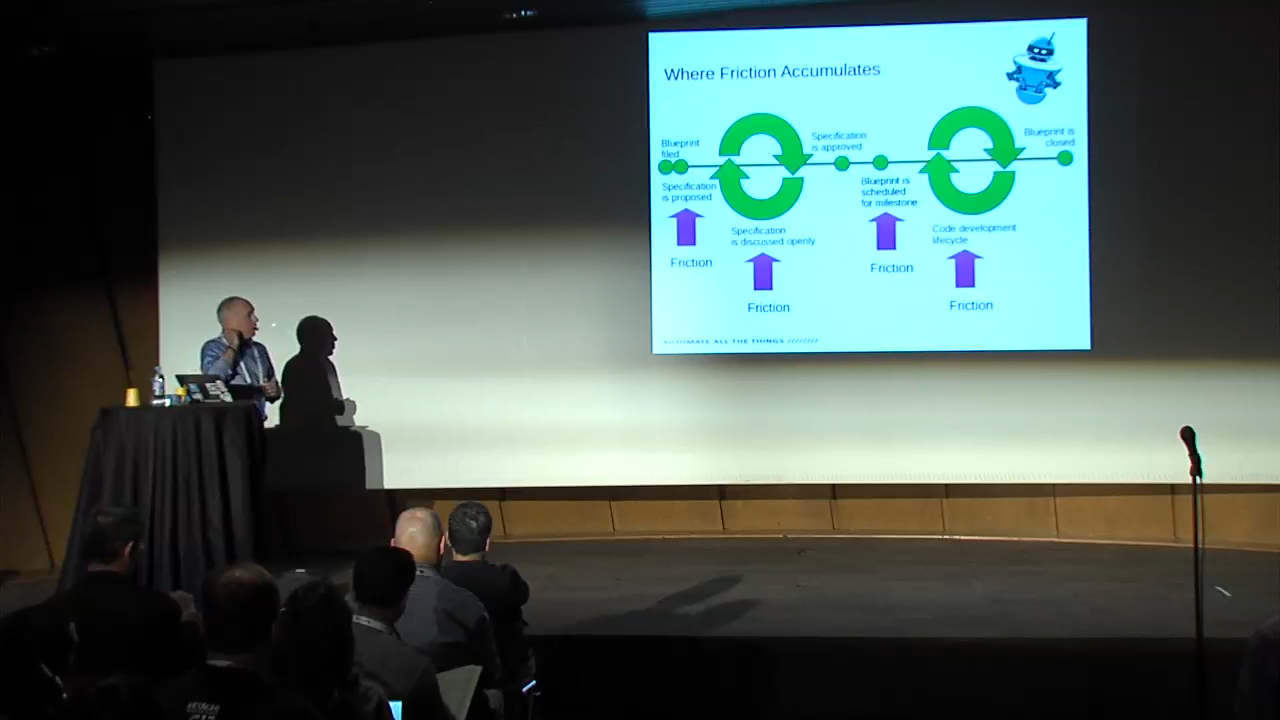 Where Friction Accumulates
Blueprint
filed
Specification
is proposed
Friction
Specification
is discussed openly
Friction
Specification
is approved
Blueprint is
scheduled
for milestone
Friction
Code development
lifecycle
Friction
Blueprint is
closed
AUTOMATE ALL THE THINGS ////////
HITACHI